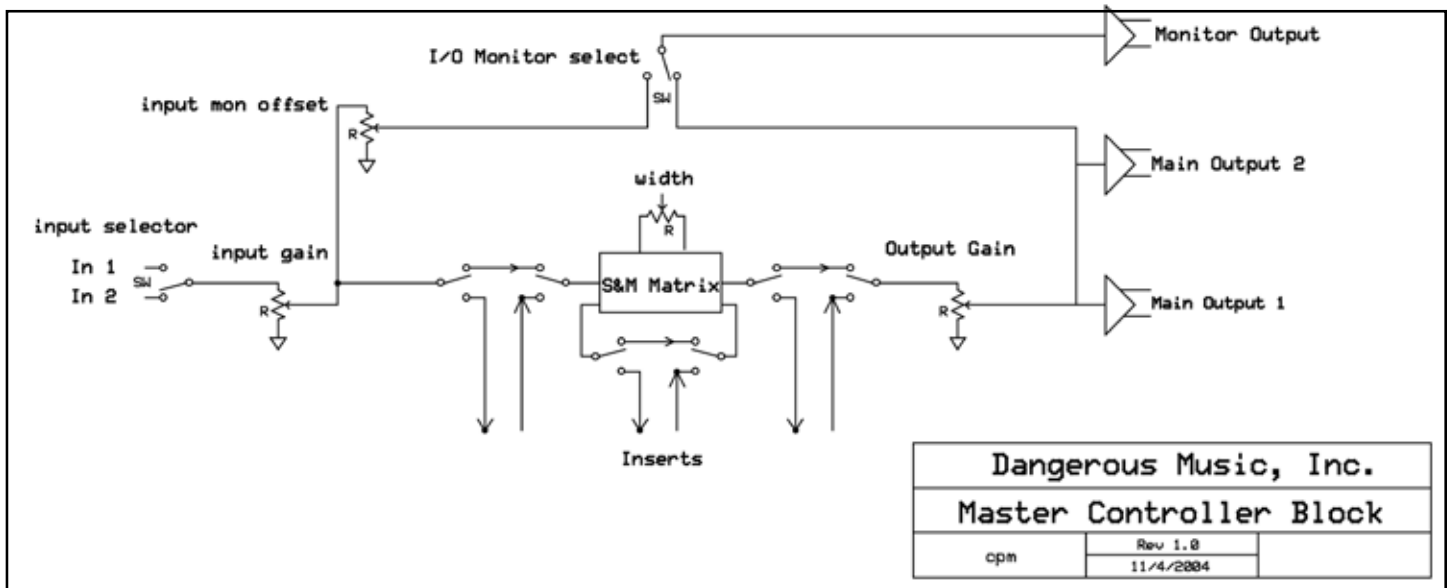 Monitor Output
I/O Monitor select
SW
input mon offset
R
Main Output 2
width
R
input selector
input gain
Output Gain
In 1
SW
In 2
R
S&M Matrix
R
Main Output 1
Inserts
Dangerous Music, Inc.
Master Controller Block
cpm
Rev 1.0
11/4/2004